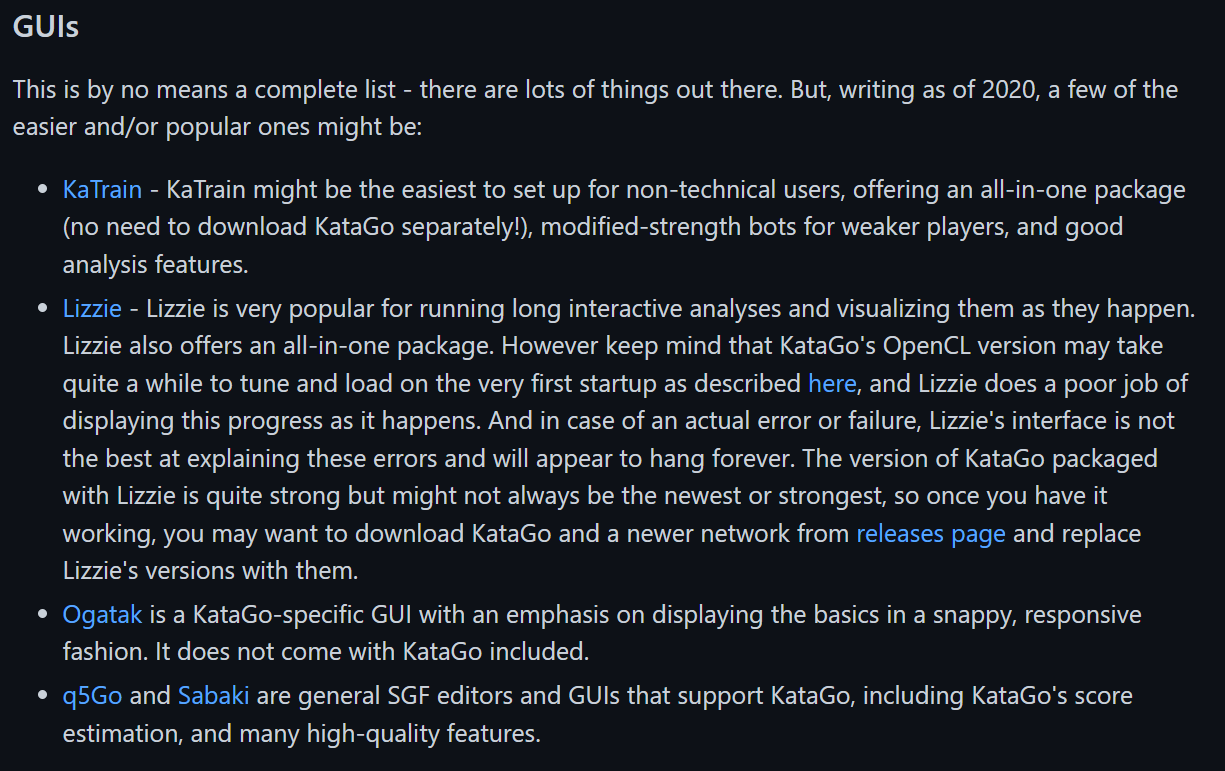 GUIs
This is by no means a complete list - there are lots of things out there. But, writing as of 2020, a few of the
easier and/or popular ones might be:
• KaTrain - KaTrain might be the easiest to set up for non-technical users, offering an all-in-one package
(no need to download KataGo separately!), modified-strength bots for weaker players, and good
analysis features.
• Lizzie - Lizzie is very popular for running long interactive analyses and visualizing them as they happen.
Lizzie also offers an all-in-one package. However keep mind that KataGo's OpenCL version may take
quite a while to tune and load on the very first startup as described here, and Lizzie does a poor job of
displaying this progress as it happens. And in case of an actual error or failure, Lizzie's interface is not
the best at explaining these errors and will appear to hang forever. The version of KataGo packaged
with Lizzie is quite strong but might not always be the newest or strongest, so once you have it
working, you may want to download KataGo and a newer network from releases page and replace
Lizzie's versions with them.
• Ogatak is a KataGo-specific GUI with an emphasis on displaying the basics in a snappy, responsive
fashion. It does not come with KataGo included.
• q5Go and Sabaki are general SGF editors and GUIs that support KataGo, including KataGo's score
estimation, and many high-quality features.